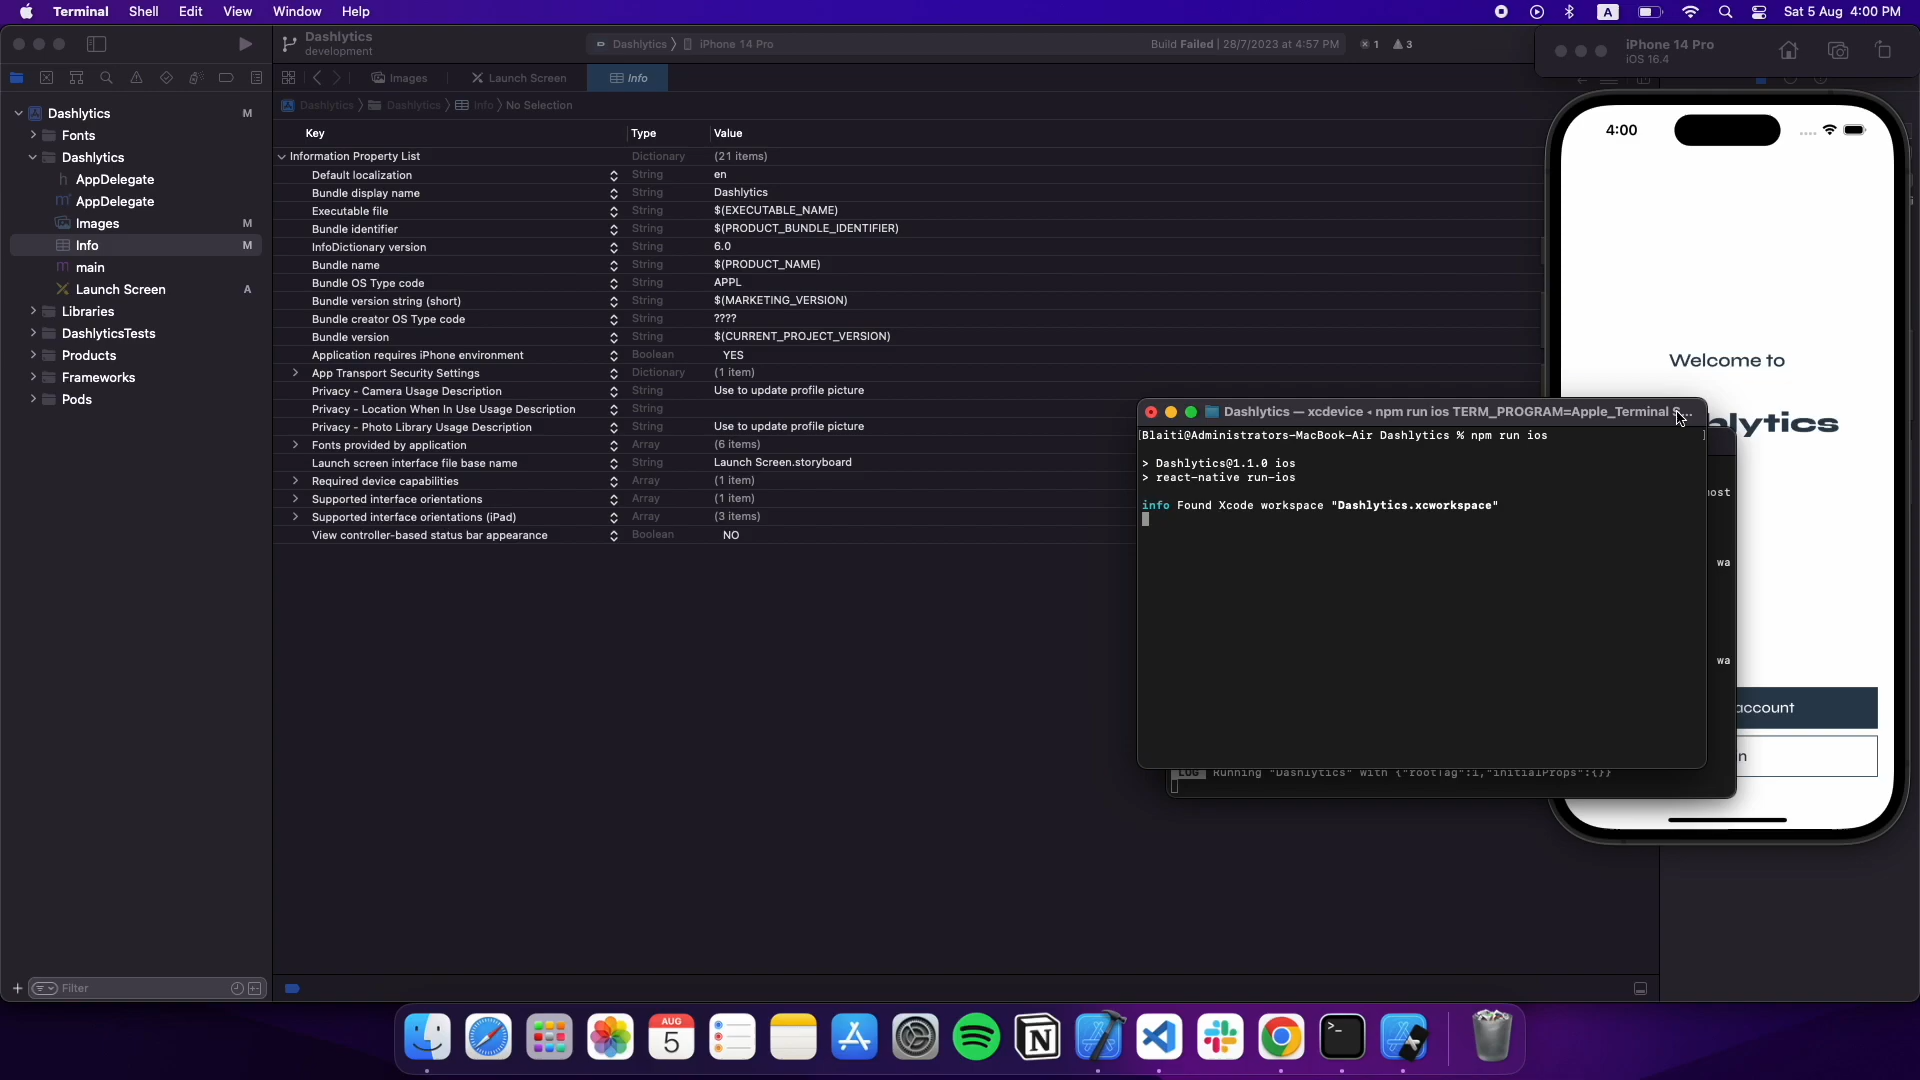 Terminal Shell Edit View Window Help
A
Sat 5 Aug 4:00 PM
Dashlytics
development
Dashlytics
iPhone 14 Pro
Build Failed | 28/7/2023 at 4:57 PM
1
3
iPhone 14 Pro
iOS 16.4
Images
Launch Screen
Info
Dashlytics
Dashlytics
Info
No Selection
Dashlytics M
Fonts
Dashlytics
h AppDelegate
m AppDelegate
Images M
Info M
m main
Launch Screen A
Libraries
DashlyticsTests
Products
Frameworks
Pods
Filter
Key Type Value
Information Property List Dictionary (21 items)
Default localization String en
Bundle display name String Dashlytics
Executable file String $(EXECUTABLE_NAME)
Bundle identifier String $(PRODUCT_BUNDLE_IDENTIFIER)
InfoDictionary version String 6.0
Bundle name String $(PRODUCT_NAME)
Bundle OS Type code String APPL
Bundle version string (short) String $(MARKETING_VERSION)
Bundle creator OS Type code String ????
Bundle version String $(CURRENT_PROJECT_VERSION)
Application requires iPhone environment Boolean YES
App Transport Security Settings Dictionary (1 item)
Privacy - Camera Usage Description String Use to update profile picture
Privacy - Location When In Use Usage Description String
Privacy - Photo Library Usage Description String Use to update profile picture
Fonts provided by application Array (6 items)
Launch screen interface file base name String Launch Screen.storyboard
Required device capabilities Array (1 item)
Supported interface orientations Array (1 item)
Supported interface orientations (iPad) Array (3 items)
View controller-based status bar appearance Boolean NO
4:00
Welcome to
lytics
account
n
Dashlytics — xcdevice ◂ npm run ios TERM_PROGRAM=Apple_Terminal S...
[Blaiti@Administrators-MacBook-Air Dashlytics % npm run ios ]
> Dashlytics@1.1.0 ios
> react-native run-ios
info Found Xcode workspace "Dashlytics.xcworkspace"
ost
wa
wa
LOG Running "Dashlytics" with {"rootTag":1,"initialProps":{}}
AUG
5